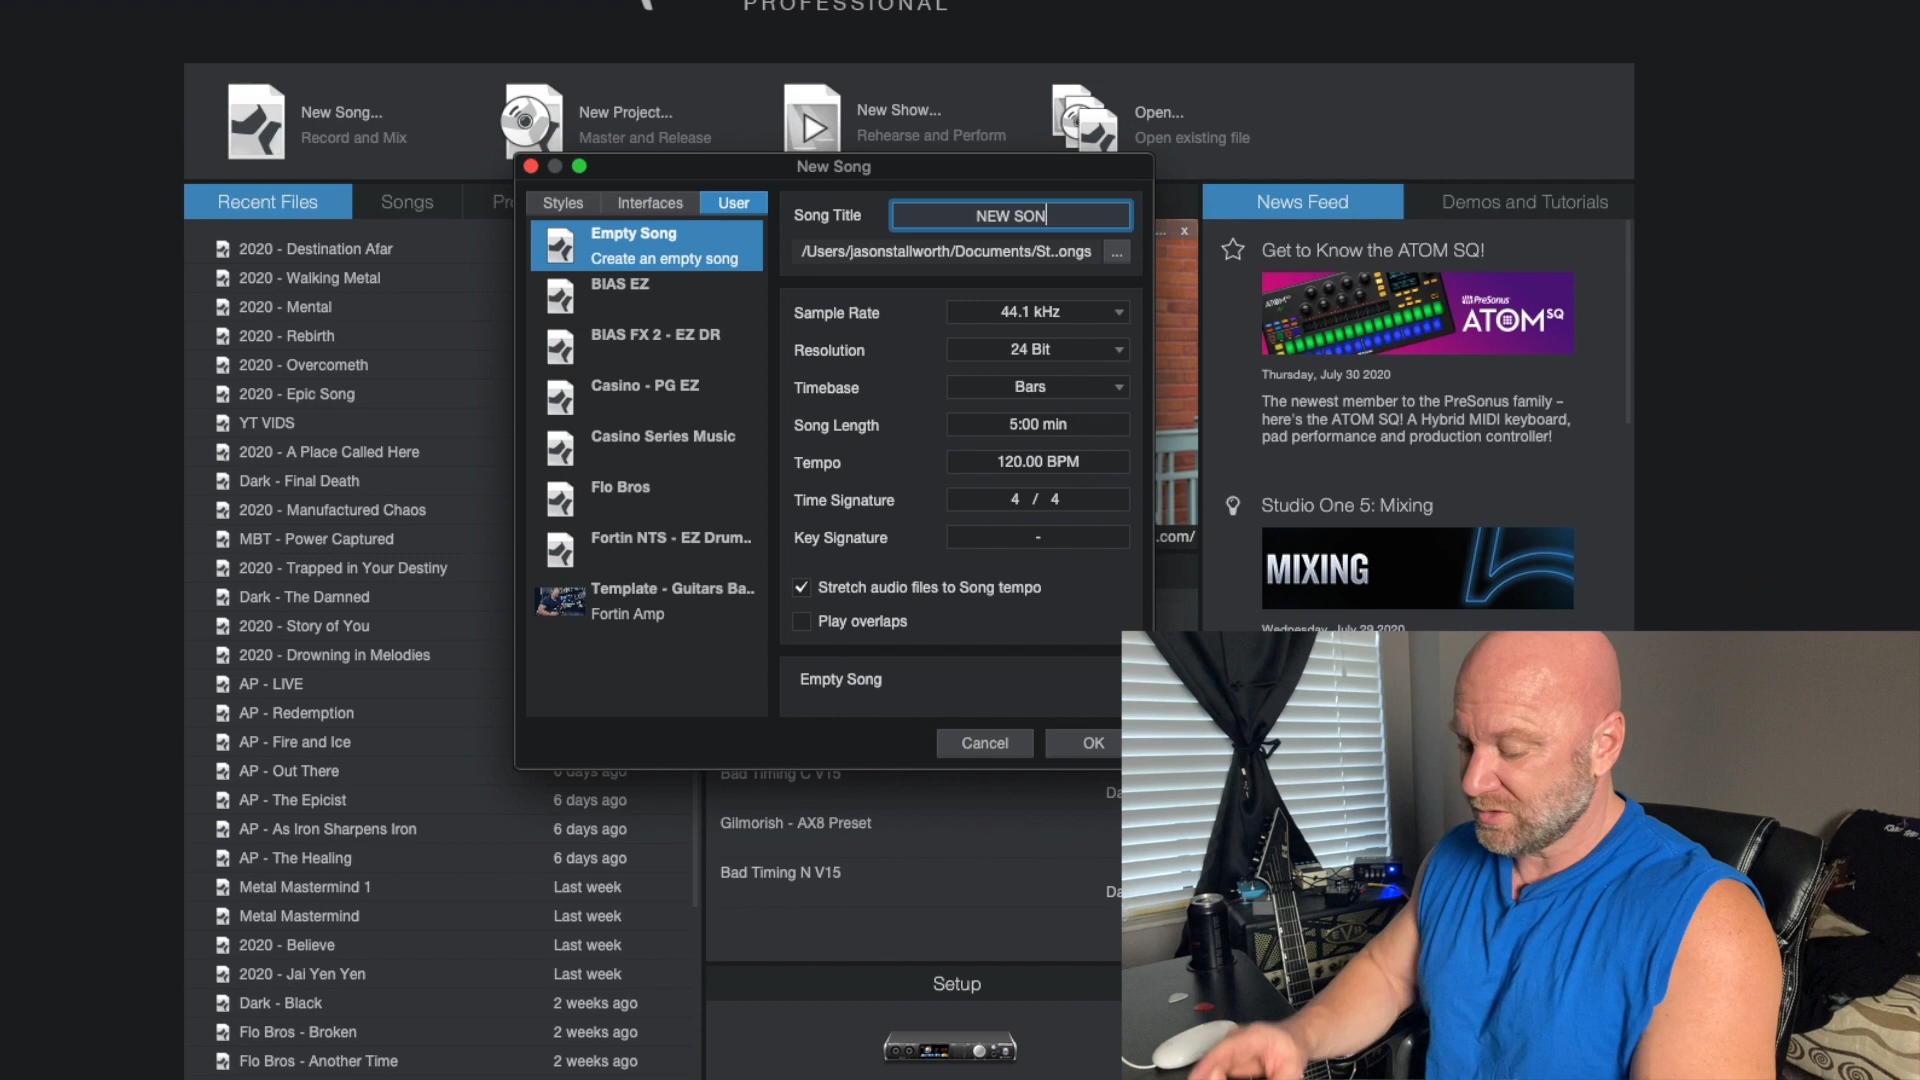 PROFESSIONAL
New Song...
Record and Mix
New Project...
Master and Release
New Show...
Rehearse and Perform
Open...
Open existing file
Recent Files
Songs
2020 - Destination Afar
2020 - Walking Metal
2020 - Mental
2020 - Rebirth
2020 - Overcometh
2020 - Epic Song
YT VIDS
2020 - A Place Called Here
Dark - Final Death
2020 - Manufactured Chaos
MBT - Power Captured
2020 - Trapped in Your Destiny
Dark - The Damned
2020 - Story of You
2020 - Drowning in Melodies
AP - LIVE
AP - Redemption
AP - Fire and Ice
AP - Out There 6 days ago
AP - The Epicist 6 days ago
AP - As Iron Sharpens Iron 6 days ago
AP - The Healing 6 days ago
Metal Mastermind 1 Last week
Metal Mastermind Last week
2020 - Believe Last week
2020 - Jai Yen Yen Last week
Dark - Black 2 weeks ago
Flo Bros - Broken 2 weeks ago
Flo Bros - Another Time 2 weeks ago
New Song
Styles
Interfaces
User
Empty Song
Create an empty song
BIAS EZ
BIAS FX 2 - EZ DR
Casino - PG EZ
Casino Series Music
Flo Bros
Fortin NTS - EZ Drum..
Template - Guitars Ba..
Fortin Amp
Song Title NEW SON
/Users/jasonstallworth/Documents/St..ongs ...
Sample Rate 44.1 kHz
Resolution 24 Bit
Timebase Bars
Song Length 5:00 min
Tempo 120.00 BPM
Time Signature 4 / 4
Key Signature -
Stretch audio files to Song tempo
Play overlaps
Empty Song
Cancel
OK
... x
.com/
Bad Timing C V15
Gilmorish - AX8 Preset
Bad Timing N V15
Setup
News Feed
Demos and Tutorials
Get to Know the ATOM SQ!
PreSonus
ATOM SQ
Thursday, July 30 2020
The newest member to the PreSonus family –
here's the ATOM SQ! A Hybrid MIDI keyboard,
pad performance and production controller!
Studio One 5: Mixing
MIXING
Wednesday, July 29 2020